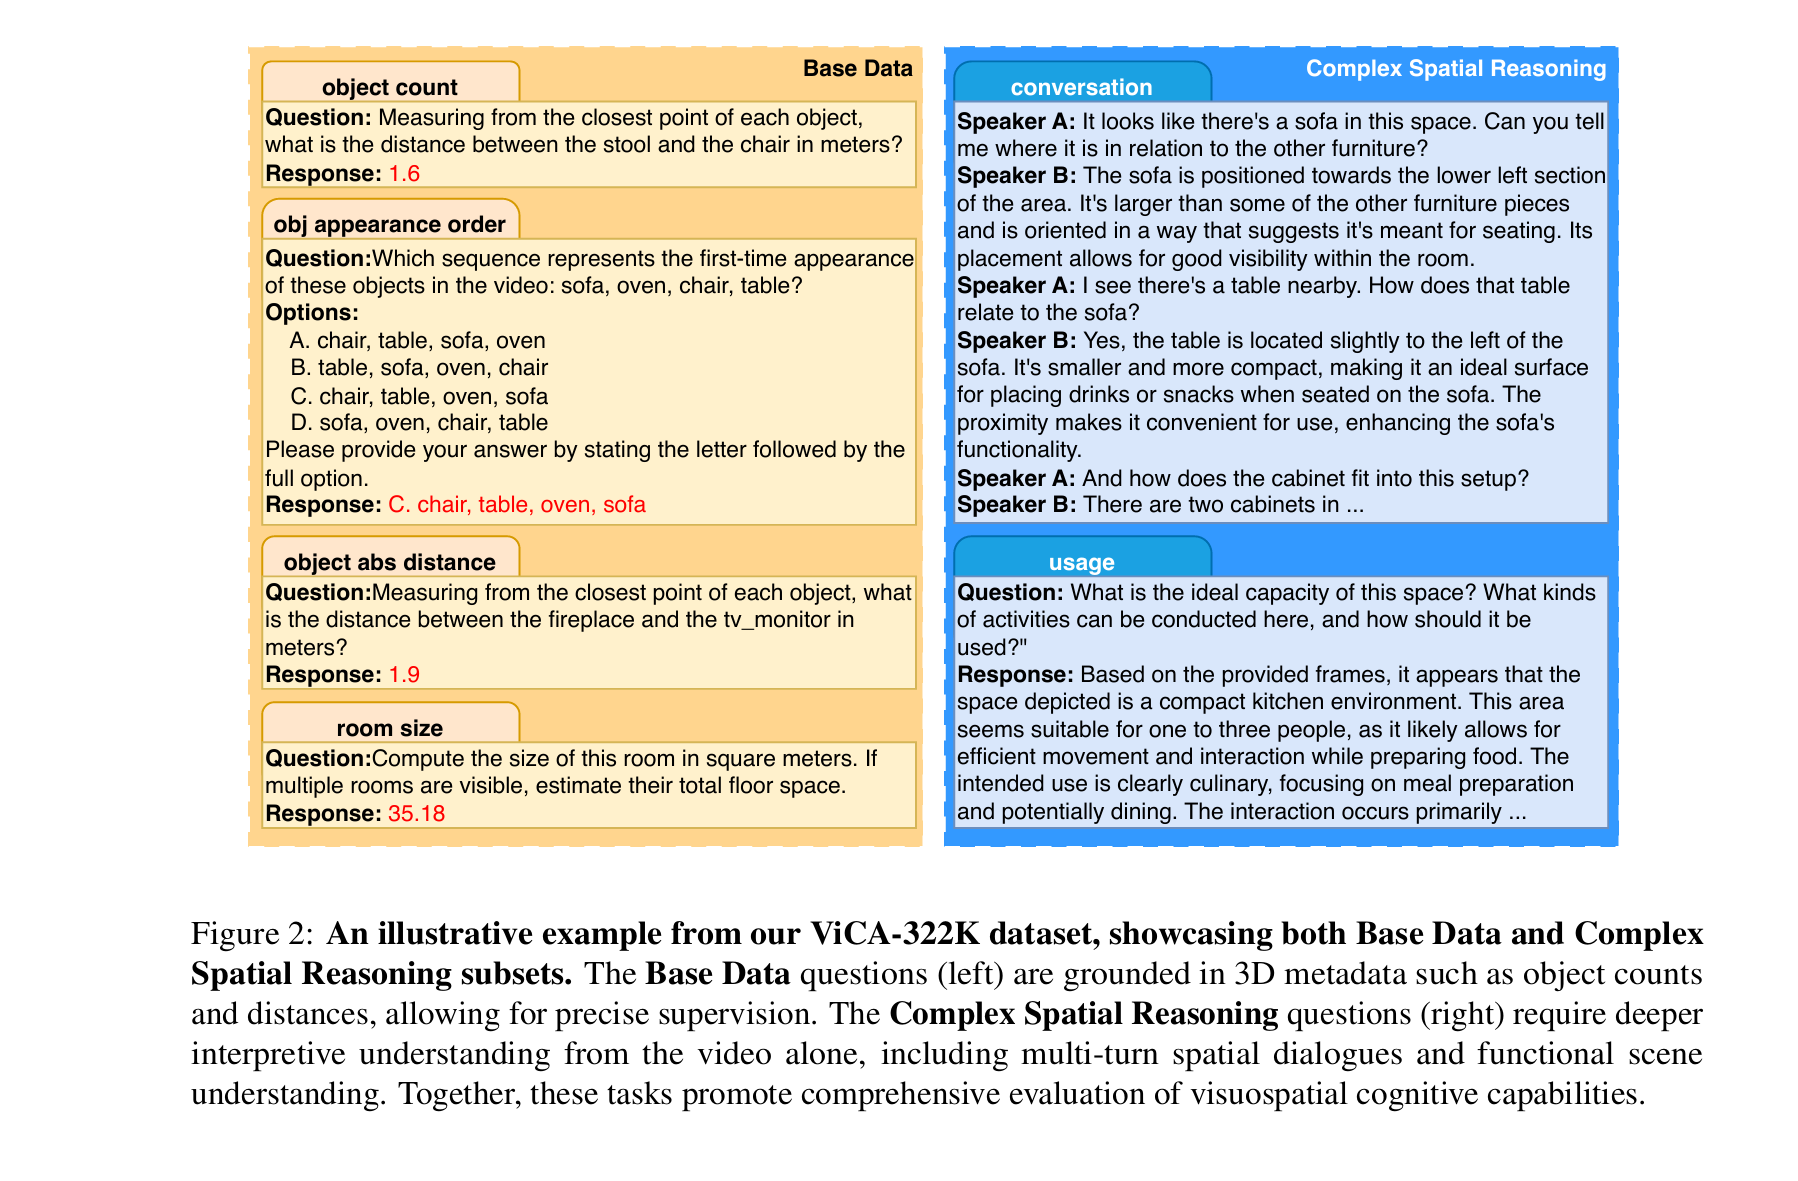 Base Data
object count
Question: Measuring from the closest point of each object,
what is the distance between the stool and the chair in meters?
Response: 1.6
obj appearance order
Question:Which sequence represents the first-time appearance
of these objects in the video: sofa, oven, chair, table?
Options:
A. chair, table, sofa, oven
B. table, sofa, oven, chair
C. chair, table, oven, sofa
D. sofa, oven, chair, table
Please provide your answer by stating the letter followed by the
full option.
Response: C. chair, table, oven, sofa
object abs distance
Question:Measuring from the closest point of each object, what
is the distance between the fireplace and the tv_monitor in
meters?
Response: 1.9
room size
Question:Compute the size of this room in square meters. If
multiple rooms are visible, estimate their total floor space.
Response: 35.18
Complex Spatial Reasoning
conversation
Speaker A: It looks like there's a sofa in this space. Can you tell
me where it is in relation to the other furniture?
Speaker B: The sofa is positioned towards the lower left section
of the area. It's larger than some of the other furniture pieces
and is oriented in a way that suggests it's meant for seating. Its
placement allows for good visibility within the room.
Speaker A: I see there's a table nearby. How does that table
relate to the sofa?
Speaker B: Yes, the table is located slightly to the left of the
sofa. It's smaller and more compact, making it an ideal surface
for placing drinks or snacks when seated on the sofa. The
proximity makes it convenient for use, enhancing the sofa's
functionality.
Speaker A: And how does the cabinet fit into this setup?
Speaker B: There are two cabinets in ...
usage
Question: What is the ideal capacity of this space? What kinds
of activities can be conducted here, and how should it be
used?"
Response: Based on the provided frames, it appears that the
space depicted is a compact kitchen environment. This area
seems suitable for one to three people, as it likely allows for
efficient movement and interaction while preparing food. The
intended use is clearly culinary, focusing on meal preparation
and potentially dining. The interaction occurs primarily ...
Figure 2: An illustrative example from our ViCA-322K dataset, showcasing both Base Data and Complex
Spatial Reasoning subsets. The Base Data questions (left) are grounded in 3D metadata such as object counts
and distances, allowing for precise supervision. The Complex Spatial Reasoning questions (right) require deeper
interpretive understanding from the video alone, including multi-turn spatial dialogues and functional scene
understanding. Together, these tasks promote comprehensive evaluation of visuospatial cognitive capabilities.